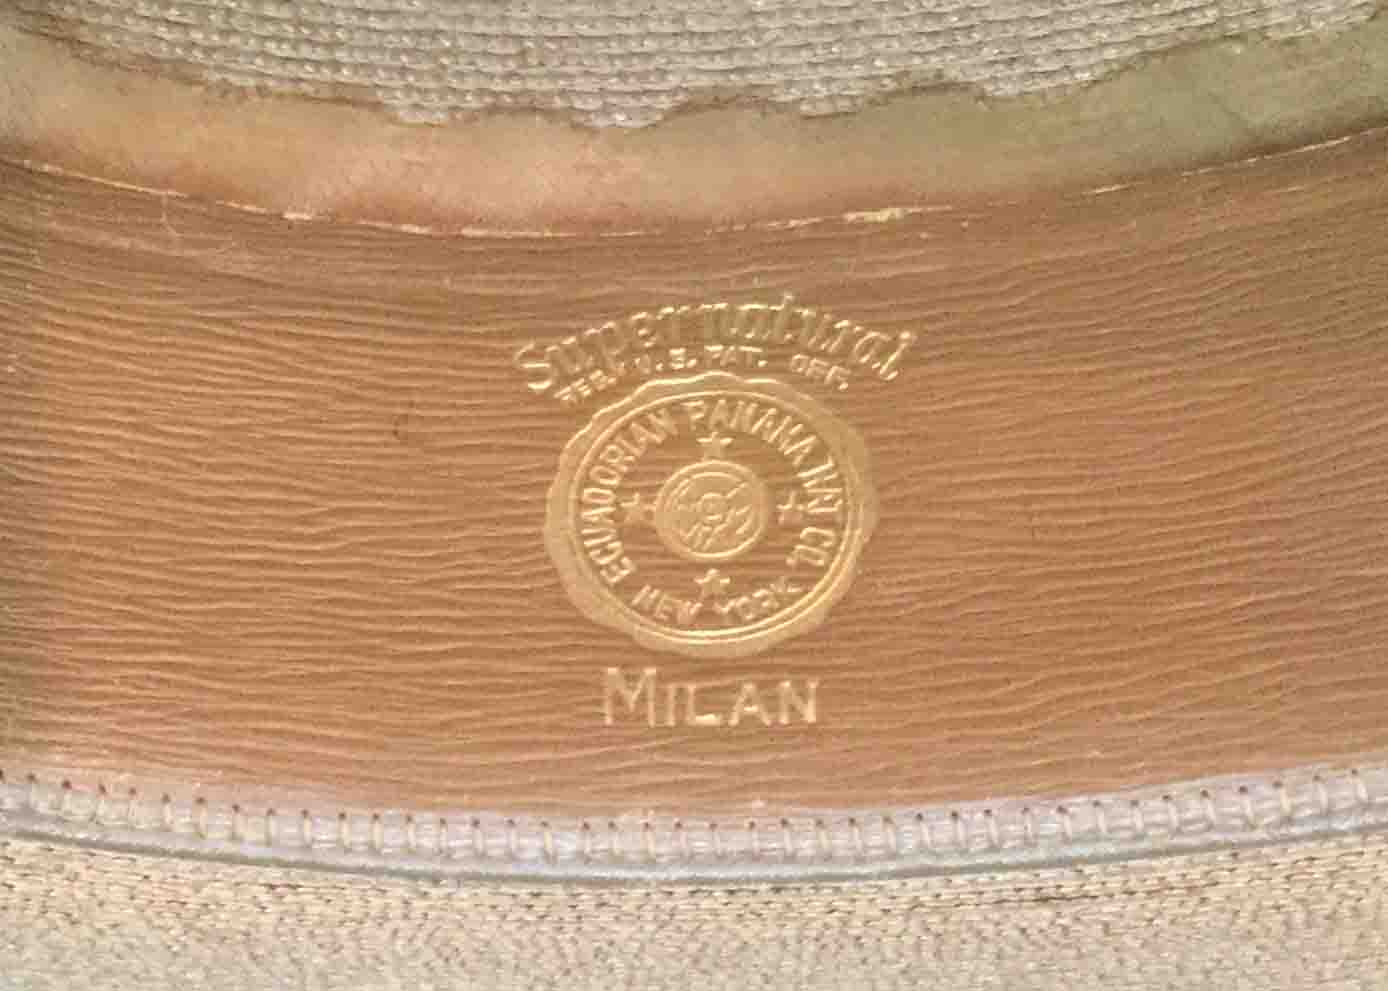 Supernatural
REG. U.S. PAT. OFF.
ECUADORIAN PANAMA HAT CO.
NEW YORK
MILAN